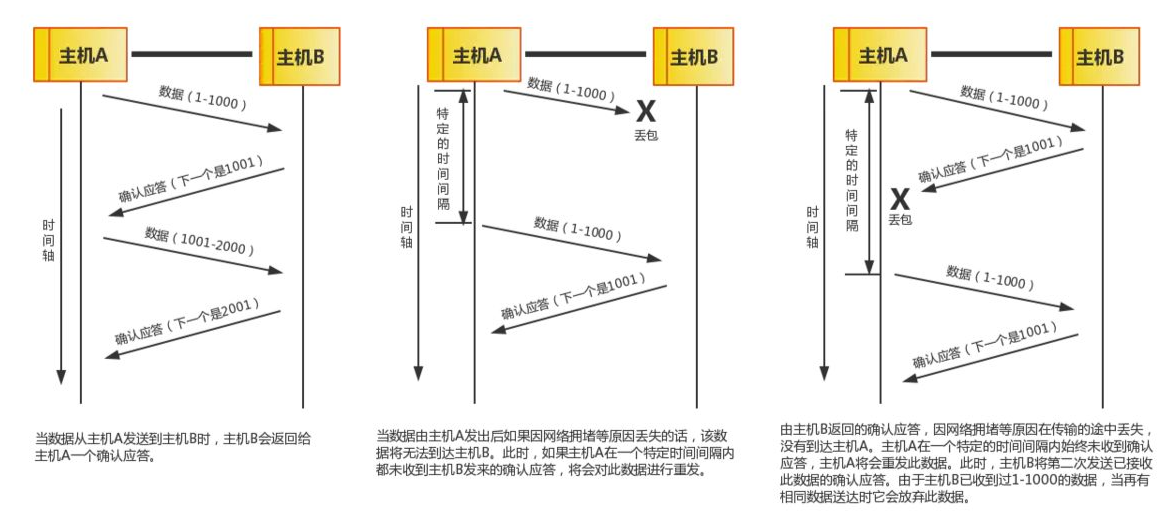 主机A
主机B
数据（1-1000）
确认应答（下一个是1001）
时间轴
数据（1001-2000）
确认应答（下一个是2001）
当数据从主机A发送到主机B时，主机B会返回给
主机A一个确认应答。
主机A
主机B
数据（1-1000）
X
丢包
特定的时间间隔
时间轴
数据（1-1000）
确认应答（下一个是1001）
当数据由主机A发出后如果因网络拥堵等原因丢失的话，该数
据将无法到达主机B。此时，如果主机A在一个特定时间间隔内
都未收到主机B发来的确认应答，将会对此数据进行重发。
主机A
主机B
数据（1-1000）
确认应答（下一个是1001）
特定的时间间隔
X
丢包
时间轴
数据（1-1000）
确认应答（下一个是1001）
由主机B返回的确认应答，因网络拥堵等原因在传输的途中丢失，
没有到达主机A。主机A在一个特定的时间间隔内始终未收到确认
应答，主机A将会重发此数据。此时，主机B将第二次发送已接收
此数据的确认应答。由于主机B已收到过1-1000的数据，当再有
相同数据送达时它会放弃此数据。